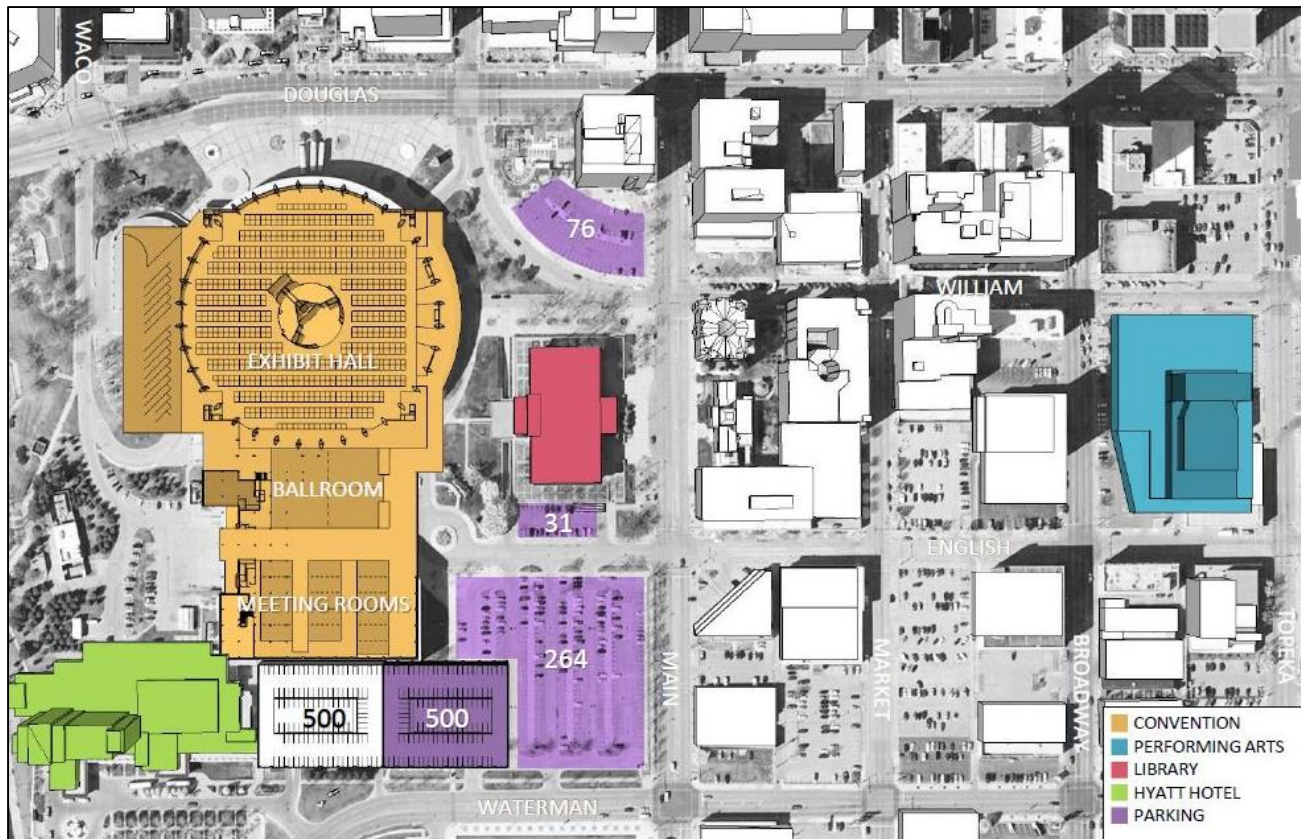 WACO
DOUGLAS
76
WILLIAM
EXHIBIT HALL
BALLROOM
31
ENGLISH
MEETING ROOMS
264
MAIN
MARKET
BROADWAY
TOPEKA
500
500
WATERMAN
CONVENTION
PERFORMING ARTS
LIBRARY
HYATT HOTEL
PARKING